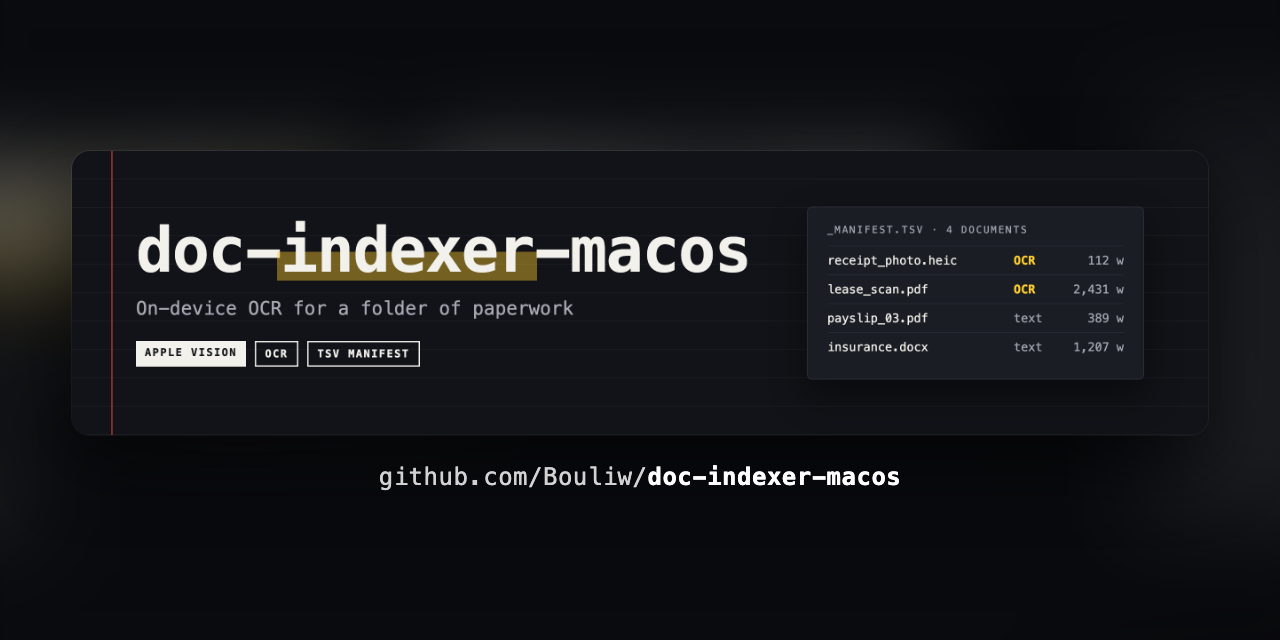 doc-indexer-macos
On-device OCR for a folder of paperwork
APPLE VISION OCR TSV MANIFEST
_MANIFEST.TSV · 4 DOCUMENTS
receipt_photo.heic OCR 112 w
lease_scan.pdf OCR 2,431 w
payslip_03.pdf text 389 w
insurance.docx text 1,207 w
github.com/Bouliw/doc-indexer-macos